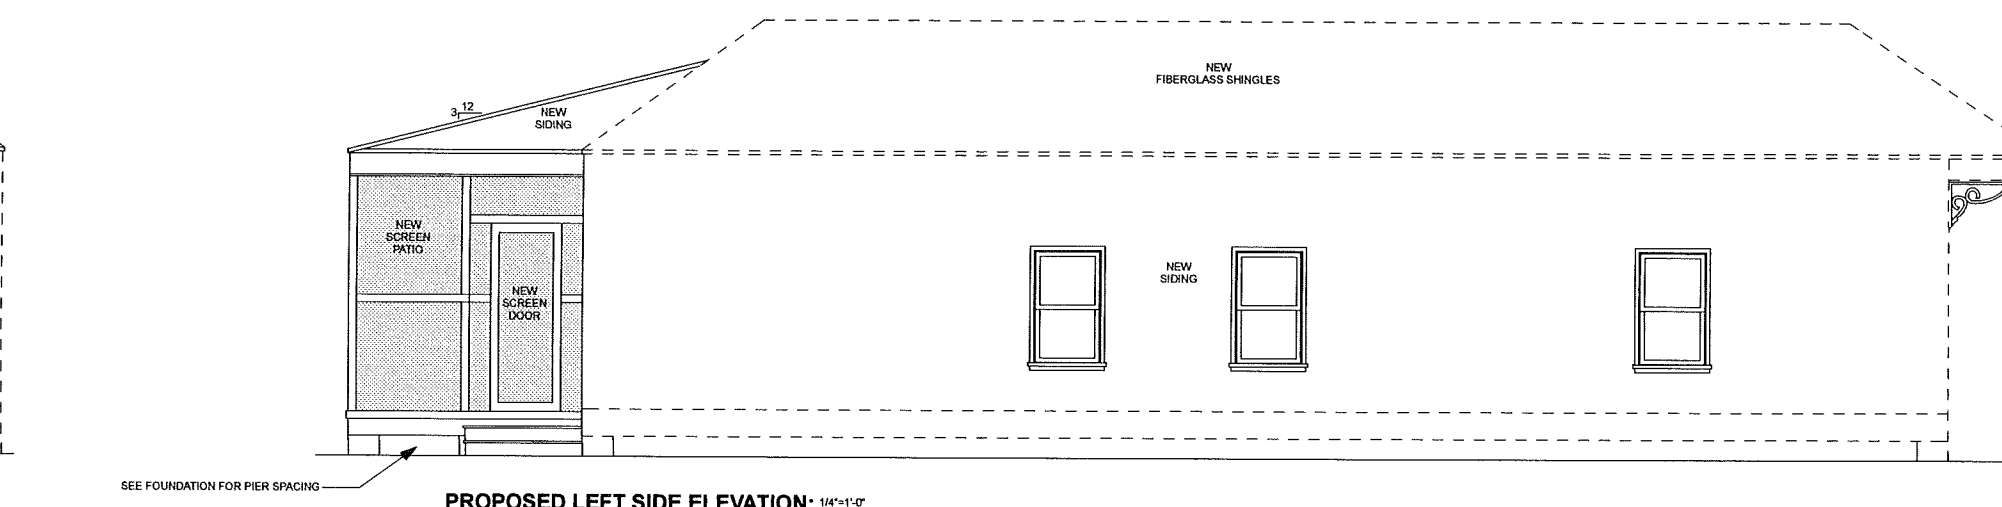 NEW
FIBERGLASS SHINGLES
3 12
NEW
SIDING
NEW
SCREEN
PATIO
NEW
SCREEN
DOOR
NEW
SIDING
SEE FOUNDATION FOR PIER SPACING
PROPOSED LEFT SIDE ELEVATION: 1/4"=1'-0"